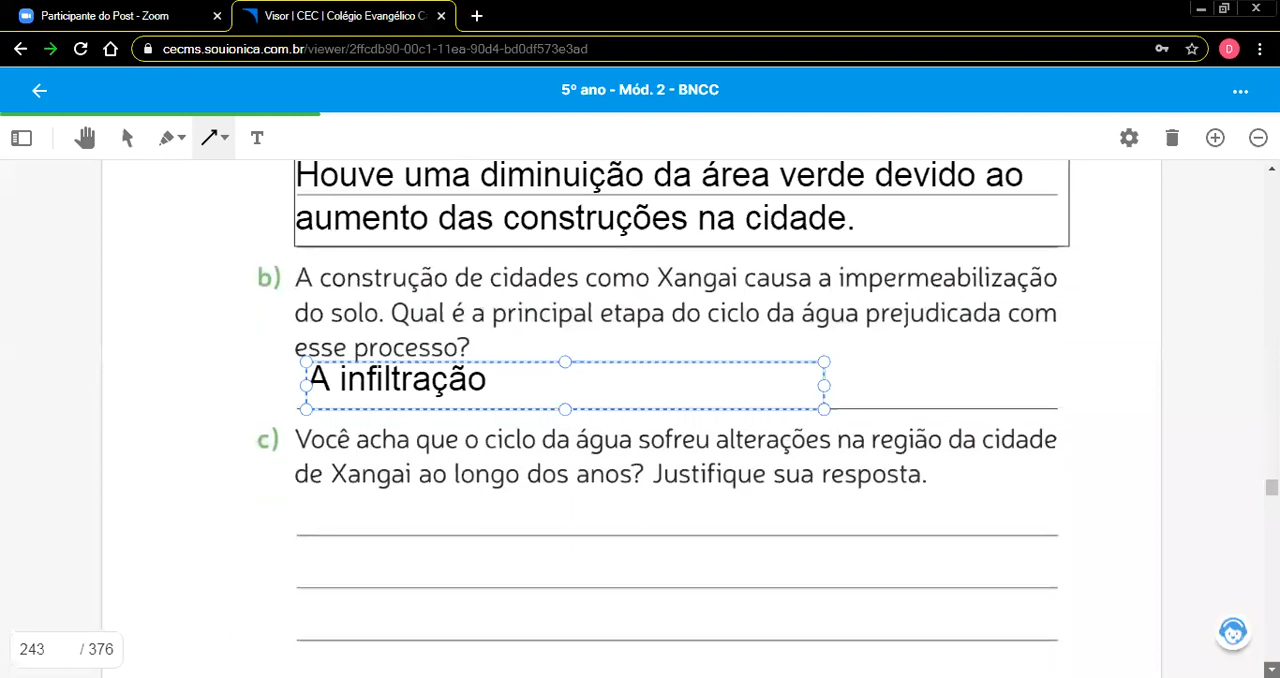 Participante do Post - Zoom
Visor | CEC | Colégio Evangélico C
cecms.souionica.com.br/viewer/2ffcdb90-00c1-11ea-90d4-bd0df573e3ad
D
5º ano - Mód. 2 - BNCC
T
Houve uma diminuição da área verde devido ao
aumento das construções na cidade.
b) A construção de cidades como Xangai causa a impermeabilização
do solo. Qual é a principal etapa do ciclo da água prejudicada com
esse processo?
A infiltração
c) Você acha que o ciclo da água sofreu alterações na região da cidade
de Xangai ao longo dos anos? Justifique sua resposta.
243 / 376